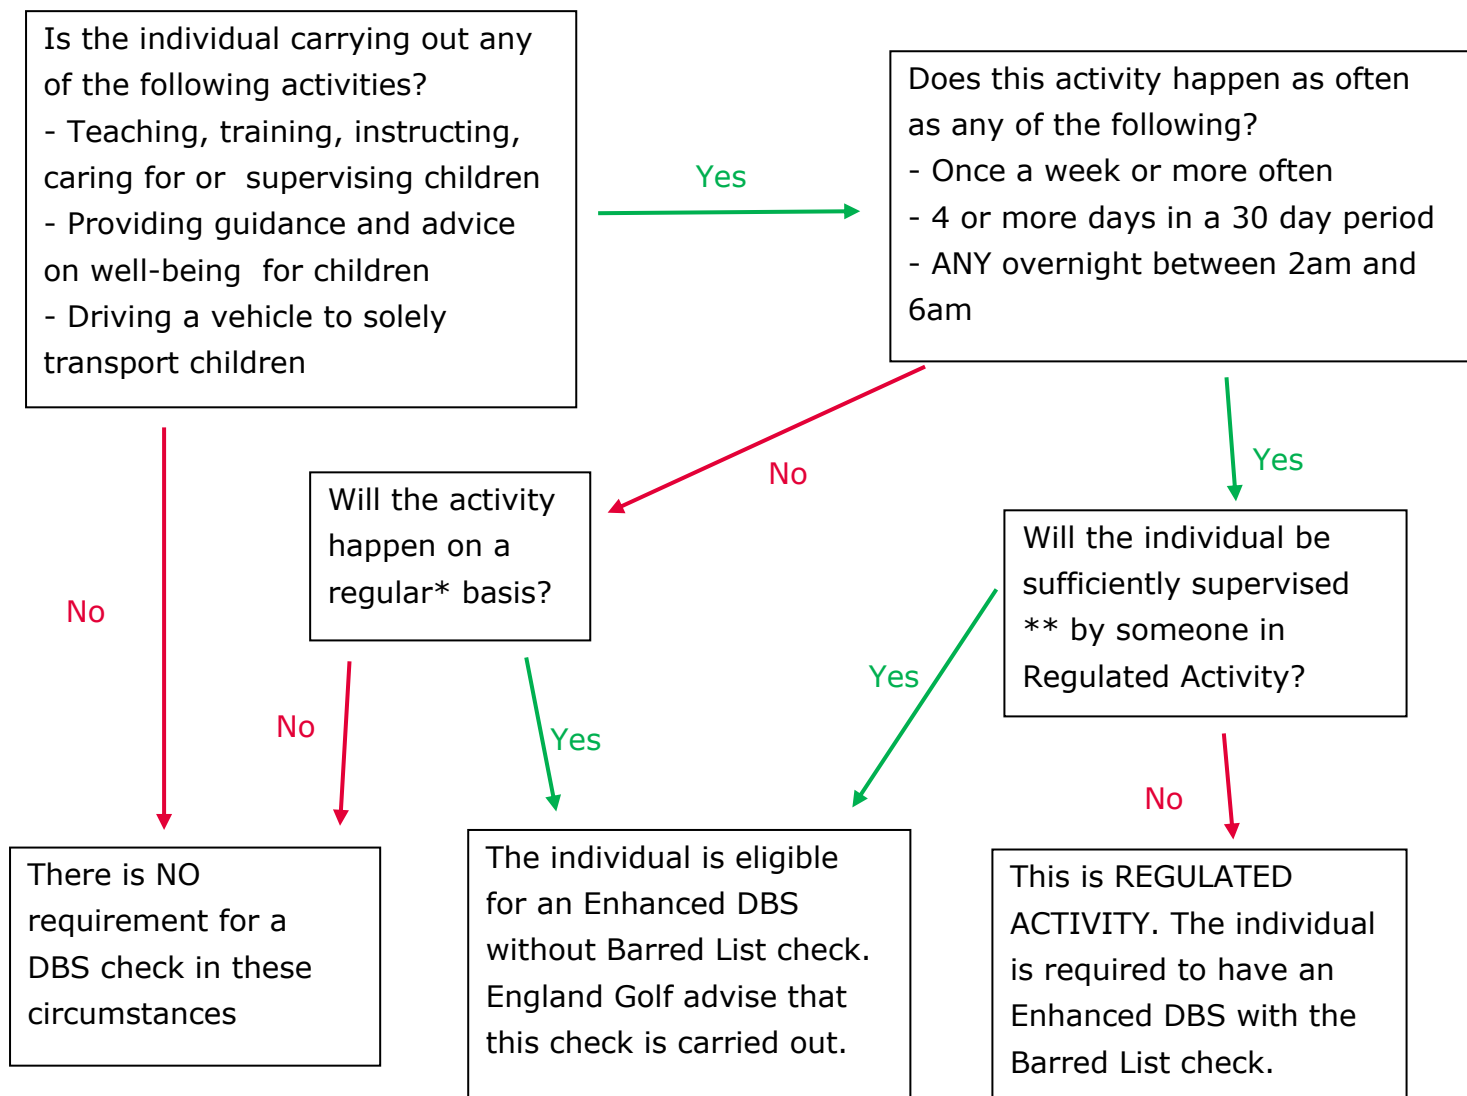 Is the individual carrying out any
of the following activities?
- Teaching, training, instructing,
caring for or supervising children
- Providing guidance and advice
on well-being for children
- Driving a vehicle to solely
transport children
Yes
Does this activity happen as often
as any of the following?
- Once a week or more often
- 4 or more days in a 30 day period
- ANY overnight between 2am and
6am
No
Yes
Will the activity
happen on a
regular* basis?
Will the individual be
sufficiently supervised
** by someone in
Regulated Activity?
No
No
Yes
Yes
No
There is NO
requirement for a
DBS check in these
circumstances
The individual is eligible
for an Enhanced DBS
without Barred List check.
England Golf advise that
this check is carried out.
This is REGULATED
ACTIVITY. The individual
is required to have an
Enhanced DBS with the
Barred List check.